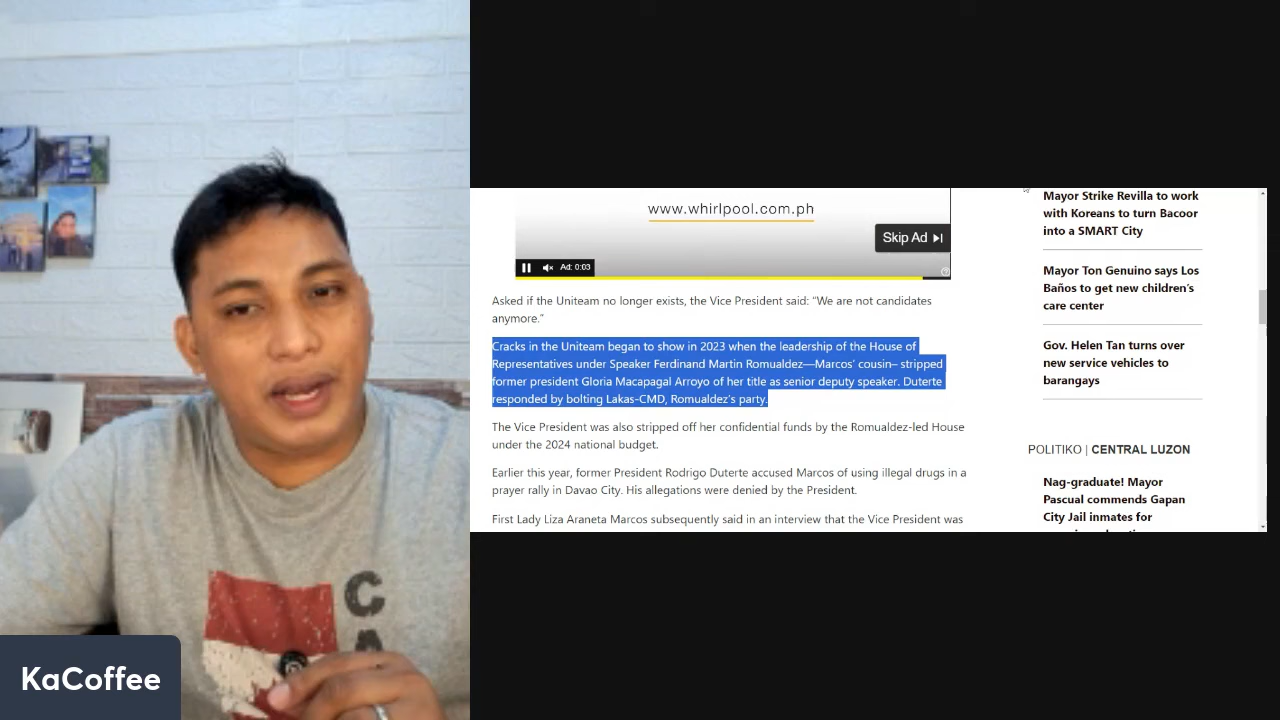 C
A
KaCoffee
www.whirlpool.com.ph
Skip Ad
Ad: 0:03
Asked if the Uniteam no longer exists, the Vice President said: “We are not candidates
anymore.”
Cracks in the Uniteam began to show in 2023 when the leadership of the House of
Representatives under Speaker Ferdinand Martin Romualdez—Marcos’ cousin– stripped
former president Gloria Macapagal Arroyo of her title as senior deputy speaker. Duterte
responded by bolting Lakas-CMD, Romualdez’s party.
The Vice President was also stripped off her confidential funds by the Romualdez-led House
under the 2024 national budget.
Earlier this year, former President Rodrigo Duterte accused Marcos of using illegal drugs in a
prayer rally in Davao City. His allegations were denied by the President.
First Lady Liza Araneta Marcos subsequently said in an interview that the Vice President was
Mayor Strike Revilla to work
with Koreans to turn Bacoor
into a SMART City
Mayor Ton Genuino says Los
Baños to get new children’s
care center
Gov. Helen Tan turns over
new service vehicles to
barangays
POLITIKO | CENTRAL LUZON
Nag-graduate! Mayor
Pascual commends Gapan
City Jail inmates for